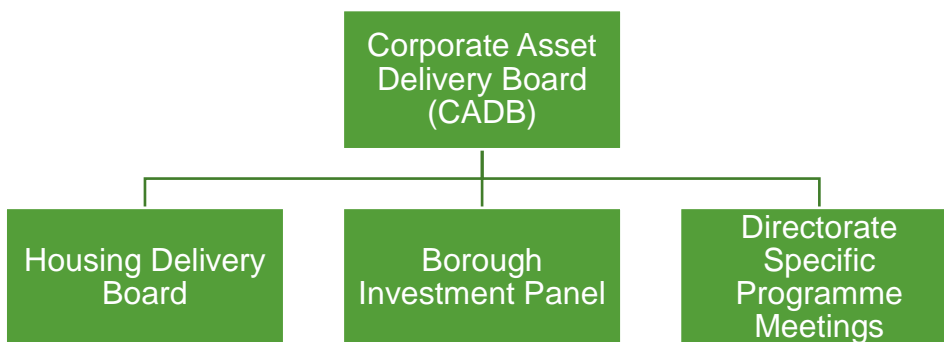 Corporate Asset
Delivery Board
(CADB)
Housing Delivery
Board
Borough
Investment Panel
Directorate
Specific
Programme
Meetings